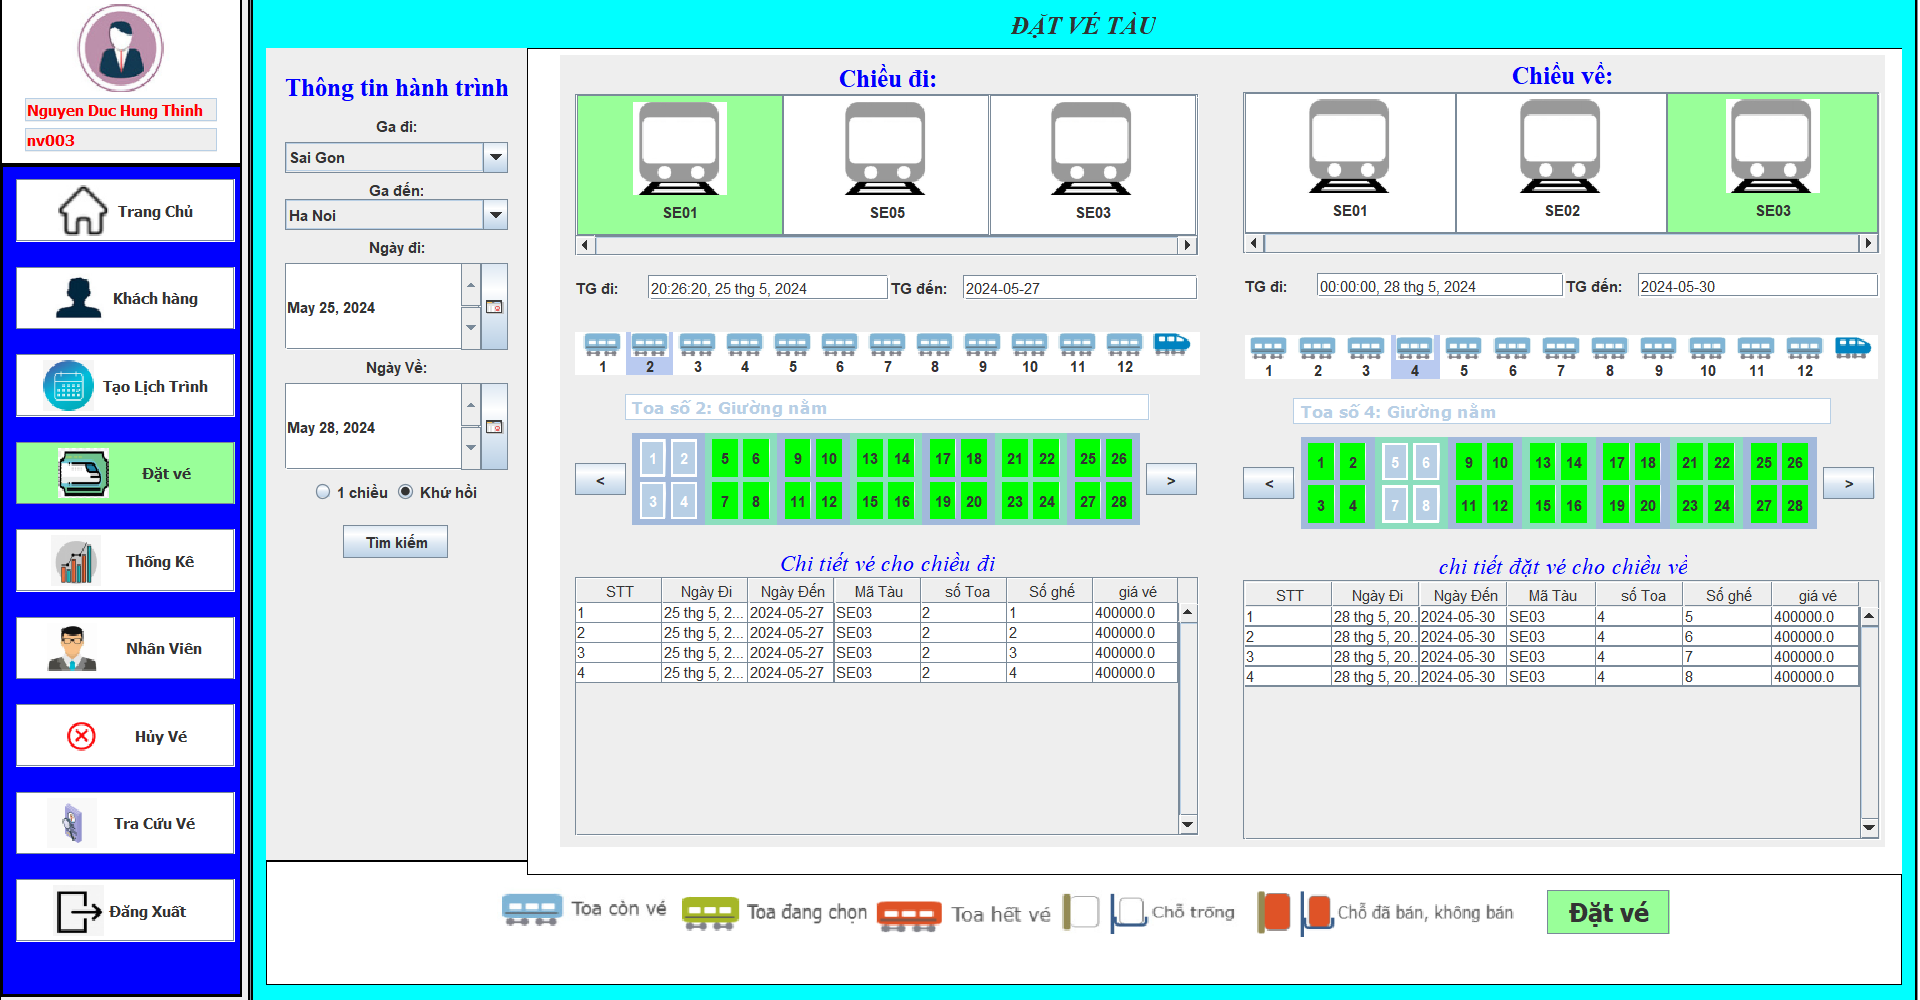 ĐẶT VÉ TÀU
Nguyen Duc Hung Thinh
nv003
Trang Chủ
Khách hàng
Tạo Lịch Trình
Đặt vé
Thống Kê
Nhân Viên
Hủy Vé
Tra Cứu Vé
Đăng Xuất
Thông tin hành trình
Ga đi:
Sai Gon
Ga đến:
Ha Noi
Ngày đi:
May 25, 2024
Ngày Về:
May 28, 2024
1 chiều Khứ hồi
Tìm kiếm
Chiều đi:
SE01 SE05 SE03
TG đi: 20:26:20, 25 thg 5, 2024 TG đến: 2024-05-27
1 2 3 4 5 6 7 8 9 10 11 12
Toa số 2: Giường nằm
1 2 5 6 9 10 13 14 17 18 21 22 25 26
< >
3 4 7 8 11 12 15 16 19 20 23 24 27 28
Chi tiết vé cho chiều đi
STT Ngày Đi Ngày Đến Mã Tàu số Toa Số ghế giá vé
1 25 thg 5, 2... 2024-05-27 SE03 2 1 400000.0
2 25 thg 5, 2... 2024-05-27 SE03 2 2 400000.0
3 25 thg 5, 2... 2024-05-27 SE03 2 3 400000.0
4 25 thg 5, 2... 2024-05-27 SE03 2 4 400000.0
Chiều về:
SE01 SE02 SE03
TG đi: 00:00:00, 28 thg 5, 2024 TG đến: 2024-05-30
1 2 3 4 5 6 7 8 9 10 11 12
Toa số 4: Giường nằm
1 2 5 6 9 10 13 14 17 18 21 22 25 26
< >
3 4 7 8 11 12 15 16 19 20 23 24 27 28
chi tiết đặt vé cho chiều về
STT Ngày Đi Ngày Đến Mã Tàu số Toa Số ghế giá vé
1 28 thg 5, 20.. 2024-05-30 SE03 4 5 400000.0
2 28 thg 5, 20.. 2024-05-30 SE03 4 6 400000.0
3 28 thg 5, 20.. 2024-05-30 SE03 4 7 400000.0
4 28 thg 5, 20.. 2024-05-30 SE03 4 8 400000.0
Toa còn vé Toa đang chọn Toa hết vé Chỗ trống Chỗ đã bán, không bán Đặt vé